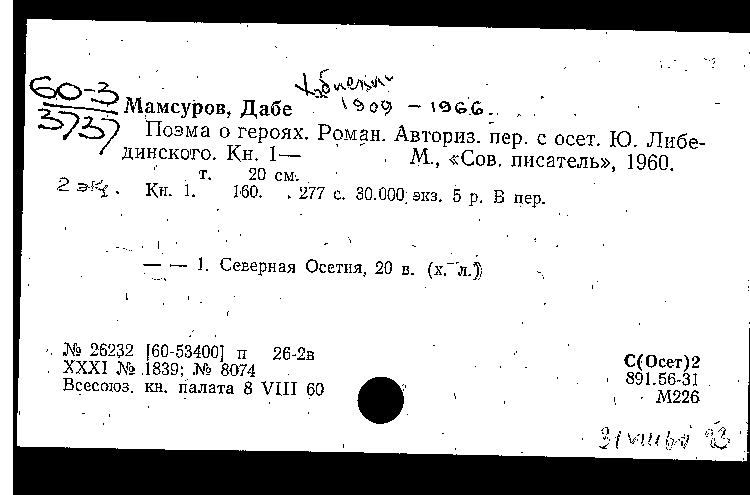 60-3
3737
Мамсуров, Дабе 1909 - 1966.
Поэма о героях. Роман. Авториз. пер. с осет. Ю. Либе-
динского. Кн. 1— М., «Сов. писатель», 1960.
т. 20 см.
2 экз. Кн. 1. 160. 277 с. 30.000 экз. 5 р. В пер.
— — 1. Северная Осетия, 20 в. (х. л.)
№ 26232 [60-53400] п 26-2в
XXXI № 1839; № 8074
Всесоюз. кн. палата 8 VIII 60
С(Осет)2
891.56-31
М226